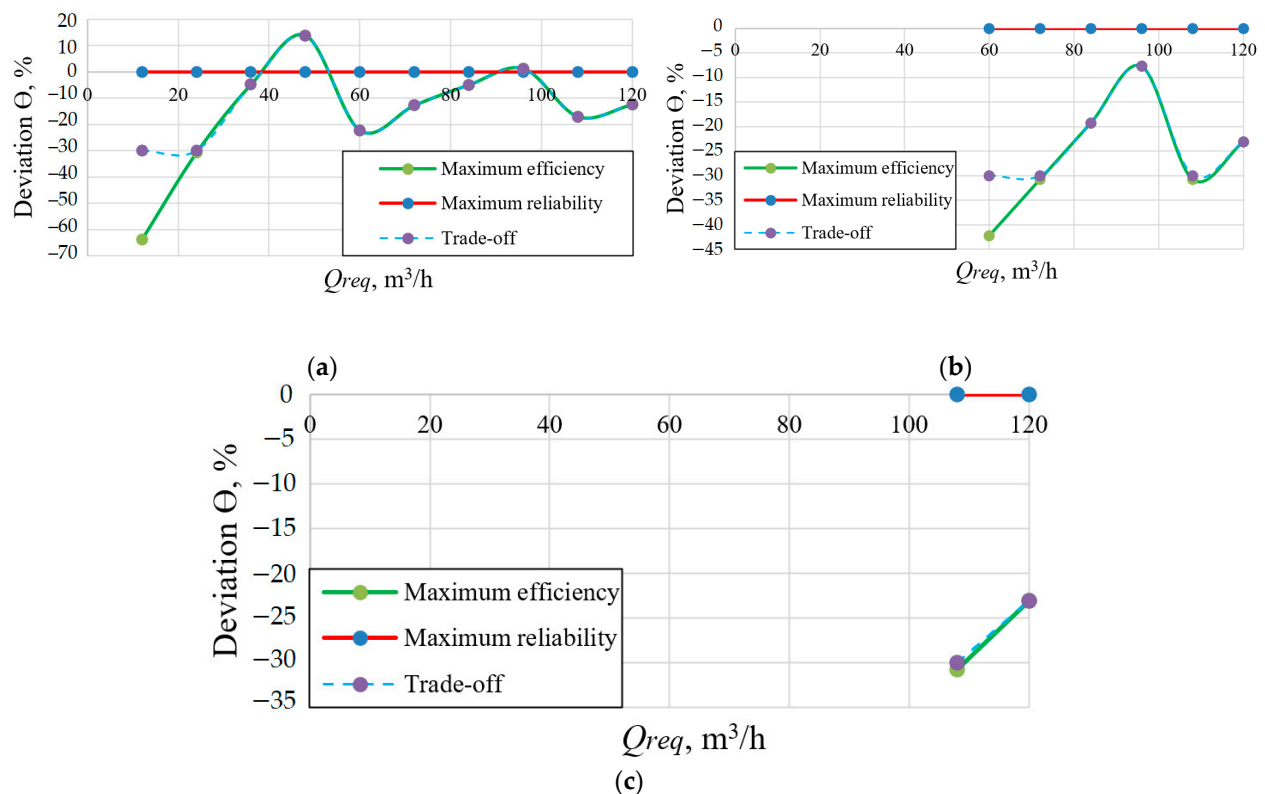 20
10
0
−10
−20
−30
−40
−50
−60
−70
0
20
40
60
80
100
120
Deviation Ө, %
Maximum efficiency
Maximum reliability
Trade-off
Qreq, m³/h
(a)
0
−5
−10
−15
−20
−25
−30
−35
−40
−45
0
20
40
60
80
100
120
Deviation Ө, %
Maximum efficiency
Maximum reliability
Trade-off
Qreq, m³/h
(b)
0
−5
−10
−15
−20
−25
−30
−35
0
20
40
60
80
100
120
Deviation Ө, %
Maximum efficiency
Maximum reliability
Trade-off
Qreq, m³/h
(c)